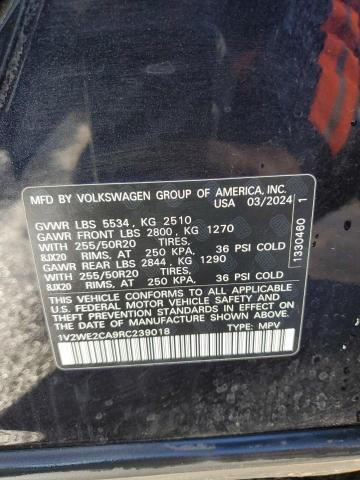 MFD BY VOLKSWAGEN GROUP OF AMERICA, INC.
USA 03/2024
GVWR LBS 5534, KG 2510
GAWR FRONT LBS 2800, KG 1270
WITH 255/50R20 TIRES,
8JX20 RIMS, AT 250 KPA. 36 PSI COLD
GAWR REAR LBS 2844, KG 1290
WITH 255/50R20 TIRES,
8JX20 RIMS, AT 250 KPA. 36 PSI COLD
THIS VEHICLE CONFORMS TO ALL APPLICABLE
U.S. FEDERAL MOTOR VEHICLE SAFETY AND
THEFT PREVENTION STANDARDS IN EFFECT ON
THE DATE OF MANUFACTURE SHOWN ABOVE.
1V2WE2CA9RC239018 TYPE: MPV
1330460 1